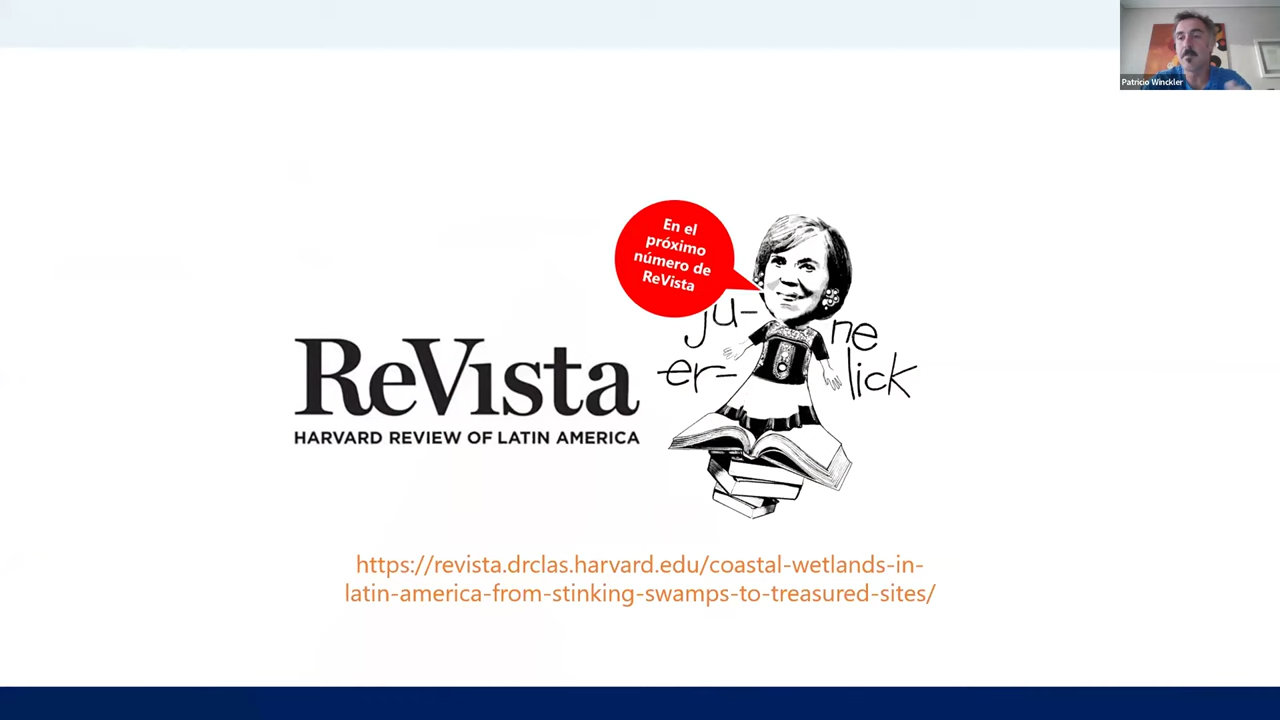 Patricio Winckler
En el
próximo
número de
ReVista
ju-
ne
er-
lick
ReVista
HARVARD REVIEW OF LATIN AMERICA
https://revista.drclas.harvard.edu/coastal-wetlands-in-
latin-america-from-stinking-swamps-to-treasured-sites/